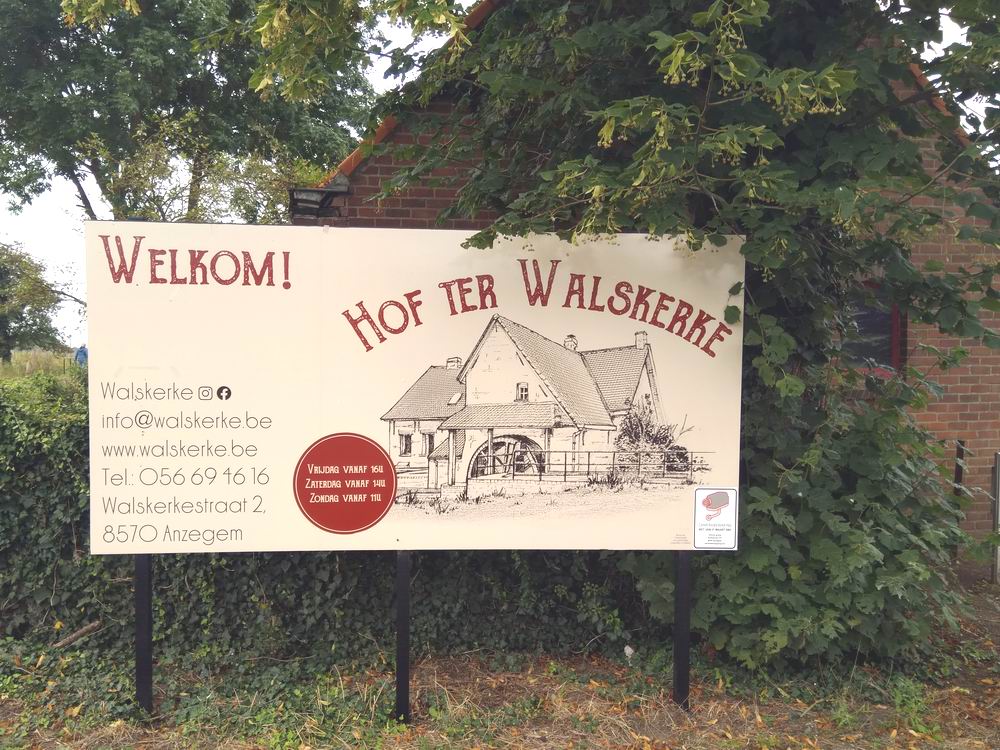 WELKOM!
HOF TER WALSKERKE
Walskerke
info@walskerke.be
www.walskerke.be
Tel.: 056 69 46 16
Walskerkestraat 2,
8570 Anzegem
VRIJDAG VANAF 16U
ZATERDAG VANAF 14U
ZONDAG VANAF 11U